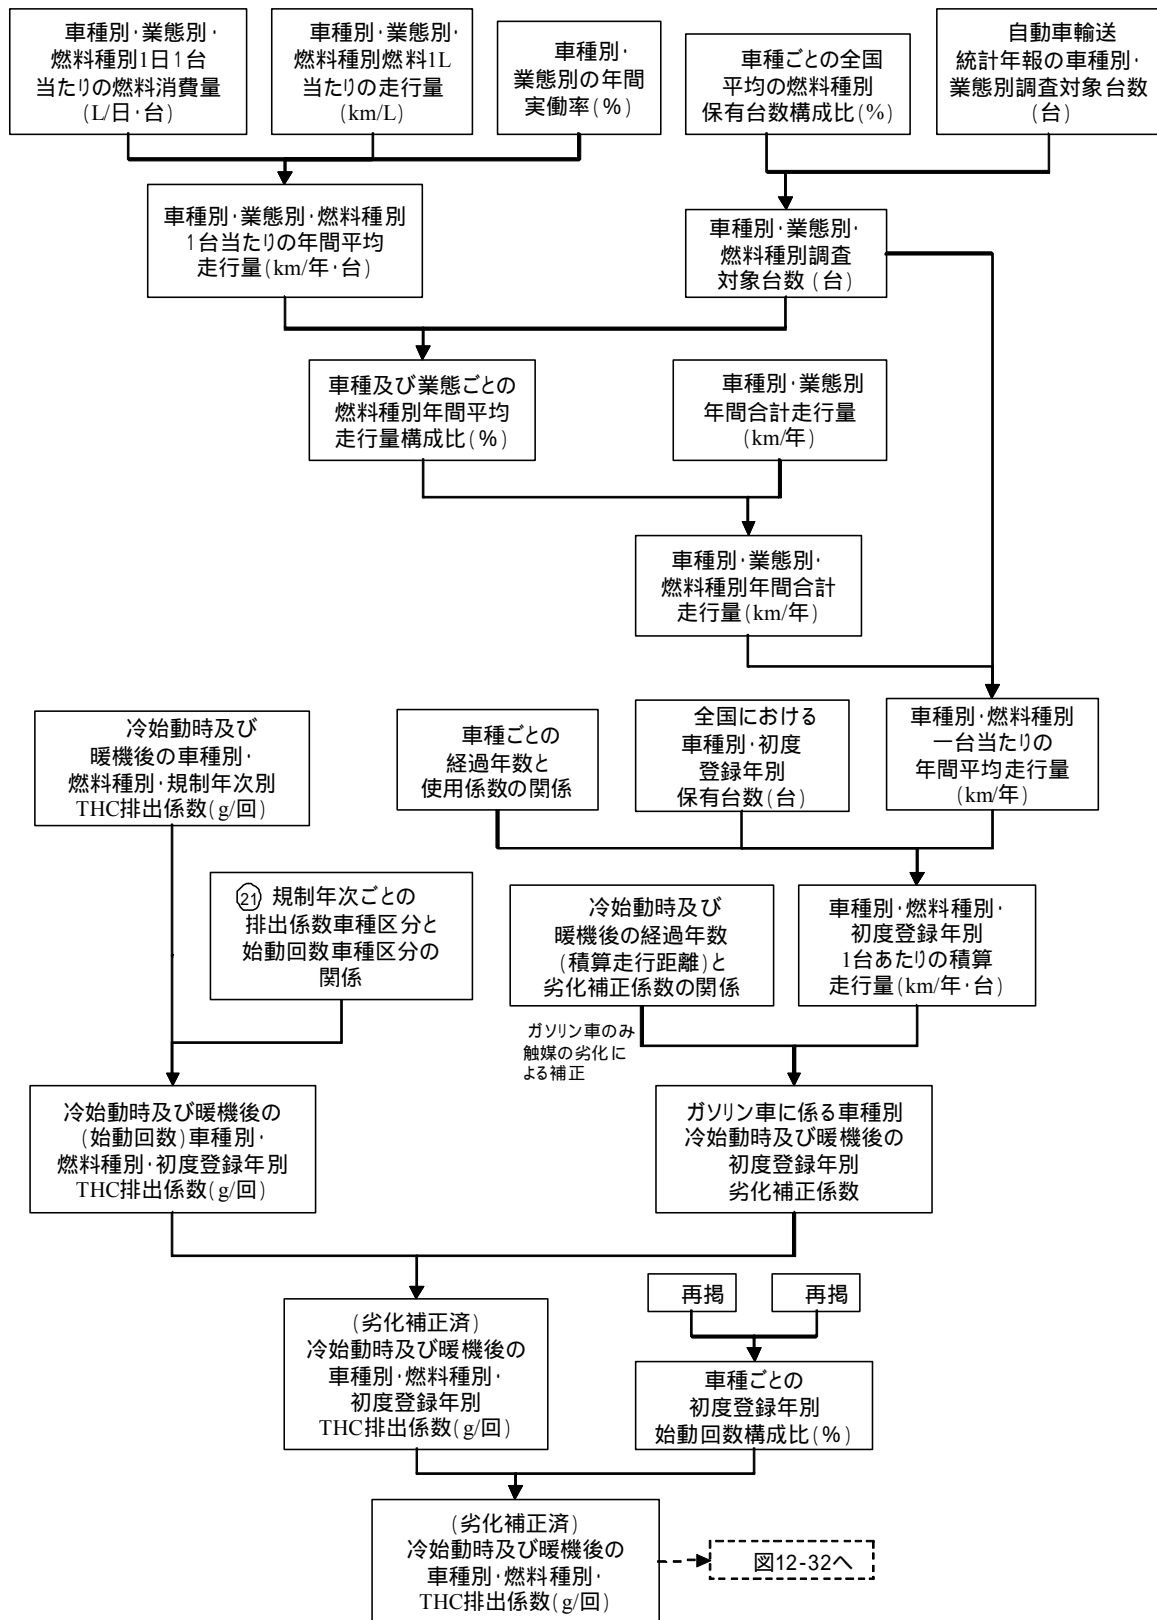 車種別・業態別・
燃料種別1日1台
当たりの燃料消費量
(L/日・台)
車種別・業態別・
燃料種別燃料1L
当たりの走行量
(km/L)
車種別・
業態別の年間
実働率(%)
車種ごとの全国
平均の燃料種別
保有台数構成比(%)
自動車輸送
統計年報の車種別・
業態別調査対象台数
(台)
車種別・業態別・燃料種別
1台当たりの年間平均
走行量(km/年・台)
車種別・業態別・
燃料種別調査
対象台数(台)
車種及び業態ごとの
燃料種別年間平均
走行量構成比(%)
車種別・業態別
年間合計走行量
(km/年)
車種別・業態別・
燃料種別年間合計
走行量(km/年)
冷始動時及び
暖機後の車種別・
燃料種別・規制年次別
THC排出係数(g/回)
車種ごとの
経過年数と
使用係数の関係
全国における
車種別・初度
登録年別
保有台数(台)
車種別・燃料種別
一台当たりの
年間平均走行量
(km/年)
㉑ 規制年次ごとの
排出係数車種区分と
始動回数車種区分の
関係
冷始動時及び
暖機後の経過年数
(積算走行距離)と
劣化補正係数の関係
車種別・燃料種別・
初度登録年別
1台あたりの積算
走行量(km/年・台)
ガソリン車のみ
触媒の劣化に
よる補正
冷始動時及び暖機後の
(始動回数)車種別・
燃料種別・初度登録年別
THC排出係数(g/回)
ガソリン車に係る車種別
冷始動時及び暖機後の
初度登録年別
劣化補正係数
(劣化補正済)
冷始動時及び暖機後の
車種別・燃料種別・
初度登録年別
THC排出係数(g/回)
再掲
再掲
車種ごとの
初度登録年別
始動回数構成比(%)
(劣化補正済)
冷始動時及び暖機後の
車種別・燃料種別・
THC排出係数(g/回)
図12-32へ